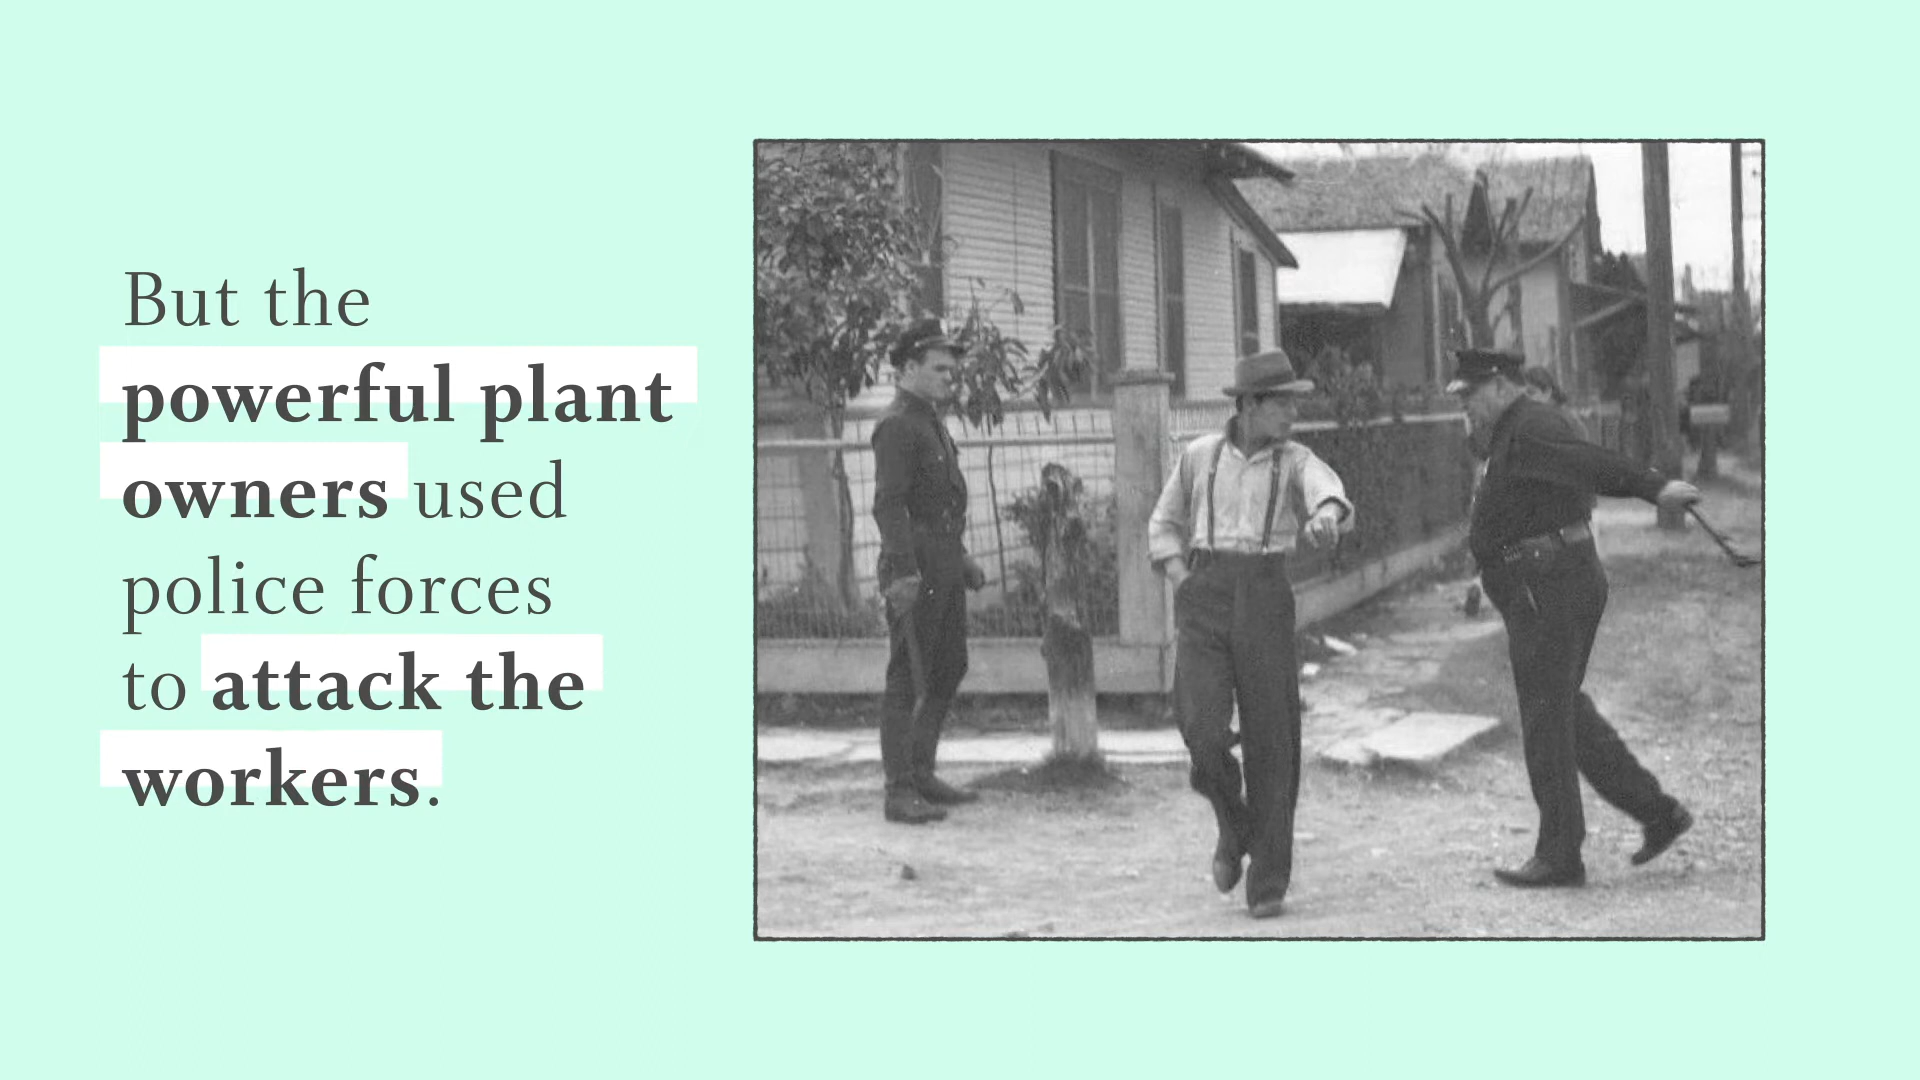 But the
powerful plant
owners used
police forces
to attack the
workers.